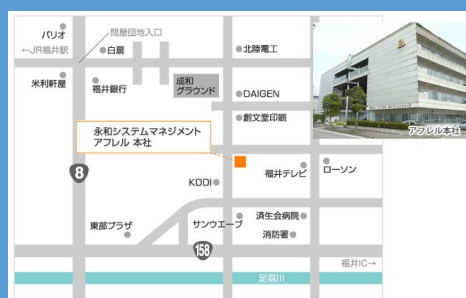 パリオ
問屋団地入口
←JR福井駅
白扇
北陸電工
米利軒屋
福井銀行
成和
グラウンド
DAIGEN
創文堂印刷
永和システムマネジメント
アフレル 本社
アフレル本社
8
KDDI
福井テレビ
ローソン
東部プラザ
サンウエーブ
済生会病院
消防署
158
福井IC→
足羽川